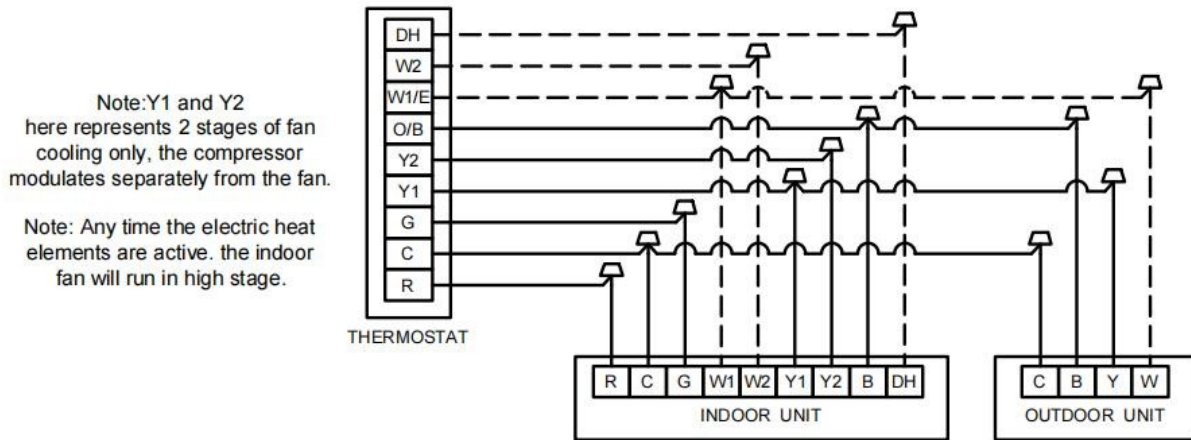 Note:Y1 and Y2
here represents 2 stages of fan
cooling only, the compressor
modulates separately from the fan.
Note: Any time the electric heat
elements are active. the indoor
fan will run in high stage.
DH
W2
W1/E
O/B
Y2
Y1
G
C
R
THERMOSTAT
R C G W1 W2 Y1 Y2 B DH
INDOOR UNIT
C B Y W
OUTDOOR UNIT